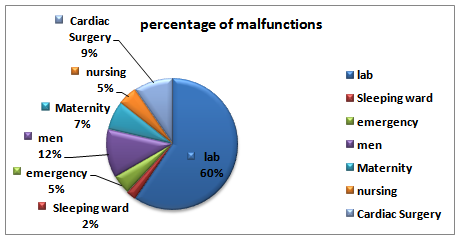 percentage of malfunctions
Cardiac
Surgery
9%
nursing
5%
Maternity
7%
men
12%
emergency
5%
Sleeping ward
2%
lab
60%
lab
Sleeping ward
emergency
men
Maternity
nursing
Cardiac Surgery